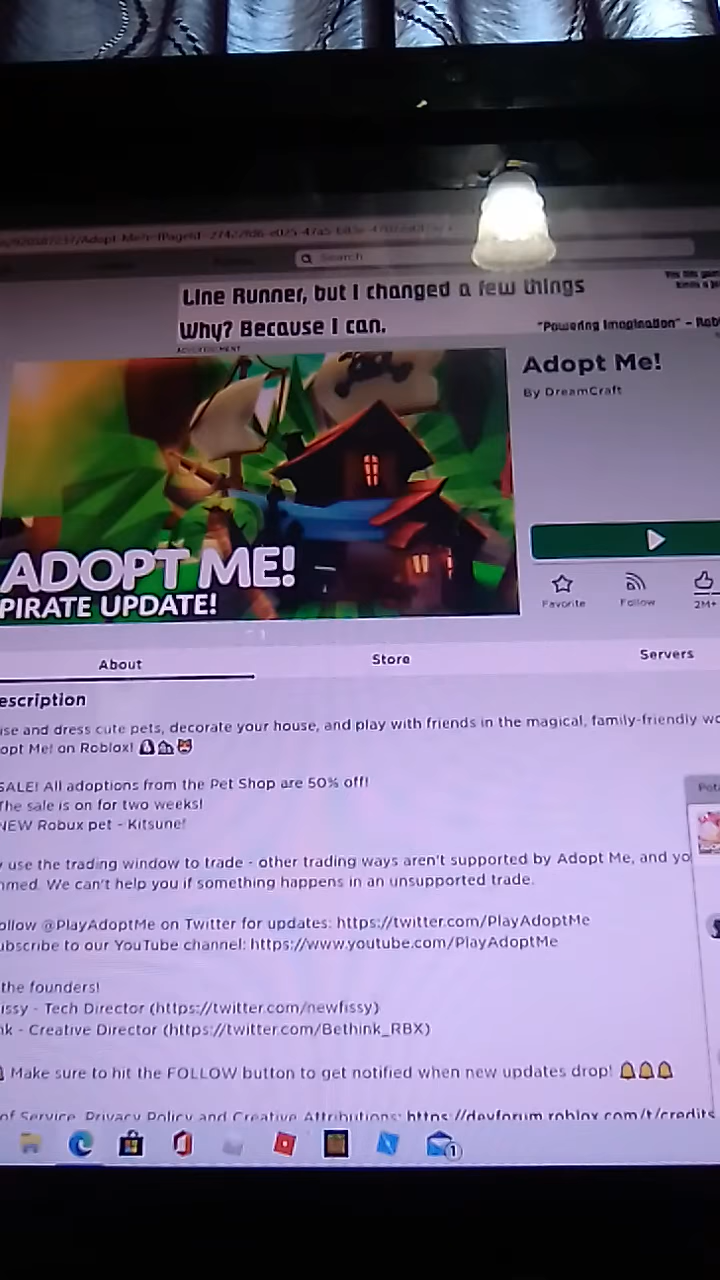 Search
Line Runner, but I changed a few things
Why? Because I can.
"Powering Imagination" - Rob
ADVERTISEMENT
Adopt Me!
By DreamCraft
ADOPT ME!
PIRATE UPDATE!
Favorite
Follow
2M+
About
Store
Servers
escription
ise and dress cute pets, decorate your house, and play with friends in the magical, family-friendly wo
opt Me! on Roblox!
SALE! All adoptions from the Pet Shop are 50% off!
The sale is on for two weeks!
NEW Robux pet - Kitsune!
y use the trading window to trade - other trading ways aren't supported by Adopt Me, and yo
mmed. We can't help you if something happens in an unsupported trade.
ollow @PlayAdoptMe on Twitter for updates: https://twitter.com/PlayAdoptMe
ubscribe to our YouTube channel: https://www.youtube.com/PlayAdoptMe
the founders!
issy - Tech Director (https://twitter.com/newfissy)
nk - Creative Director (https://twitter.com/Bethink_RBX)
Make sure to hit the FOLLOW button to get notified when new updates drop! 🔔🔔🔔
of Service, Privacy Policy and Creative Attributions: https://devforum.roblox.com/t/credits
1